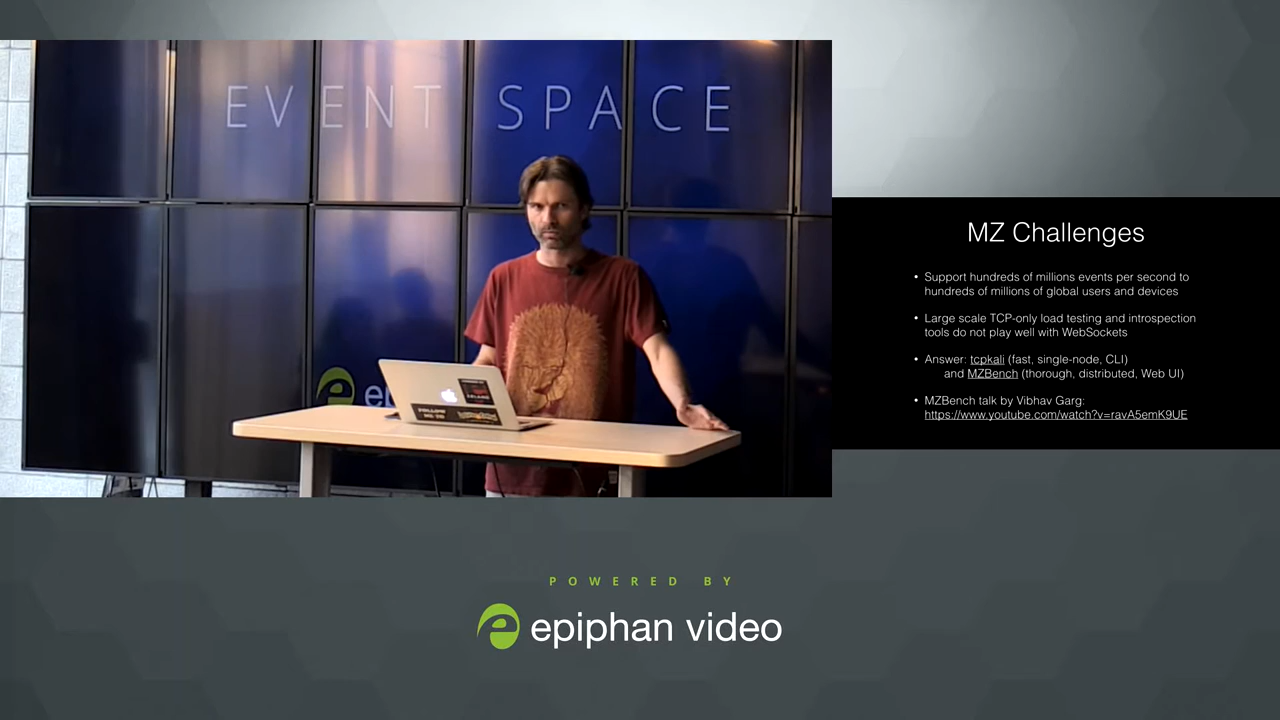 EVENT SPACE
MZ Challenges
• Support hundreds of millions events per second to
hundreds of millions of global users and devices
• Large scale TCP-only load testing and introspection
tools do not play well with WebSockets
• Answer: tcpkali (fast, single-node, CLI)
and MZBench (thorough, distributed, Web UI)
• MZBench talk by Vibhav Garg:
https://www.youtube.com/watch?v=ravA5emK9UE
POWERED BY
epiphan video